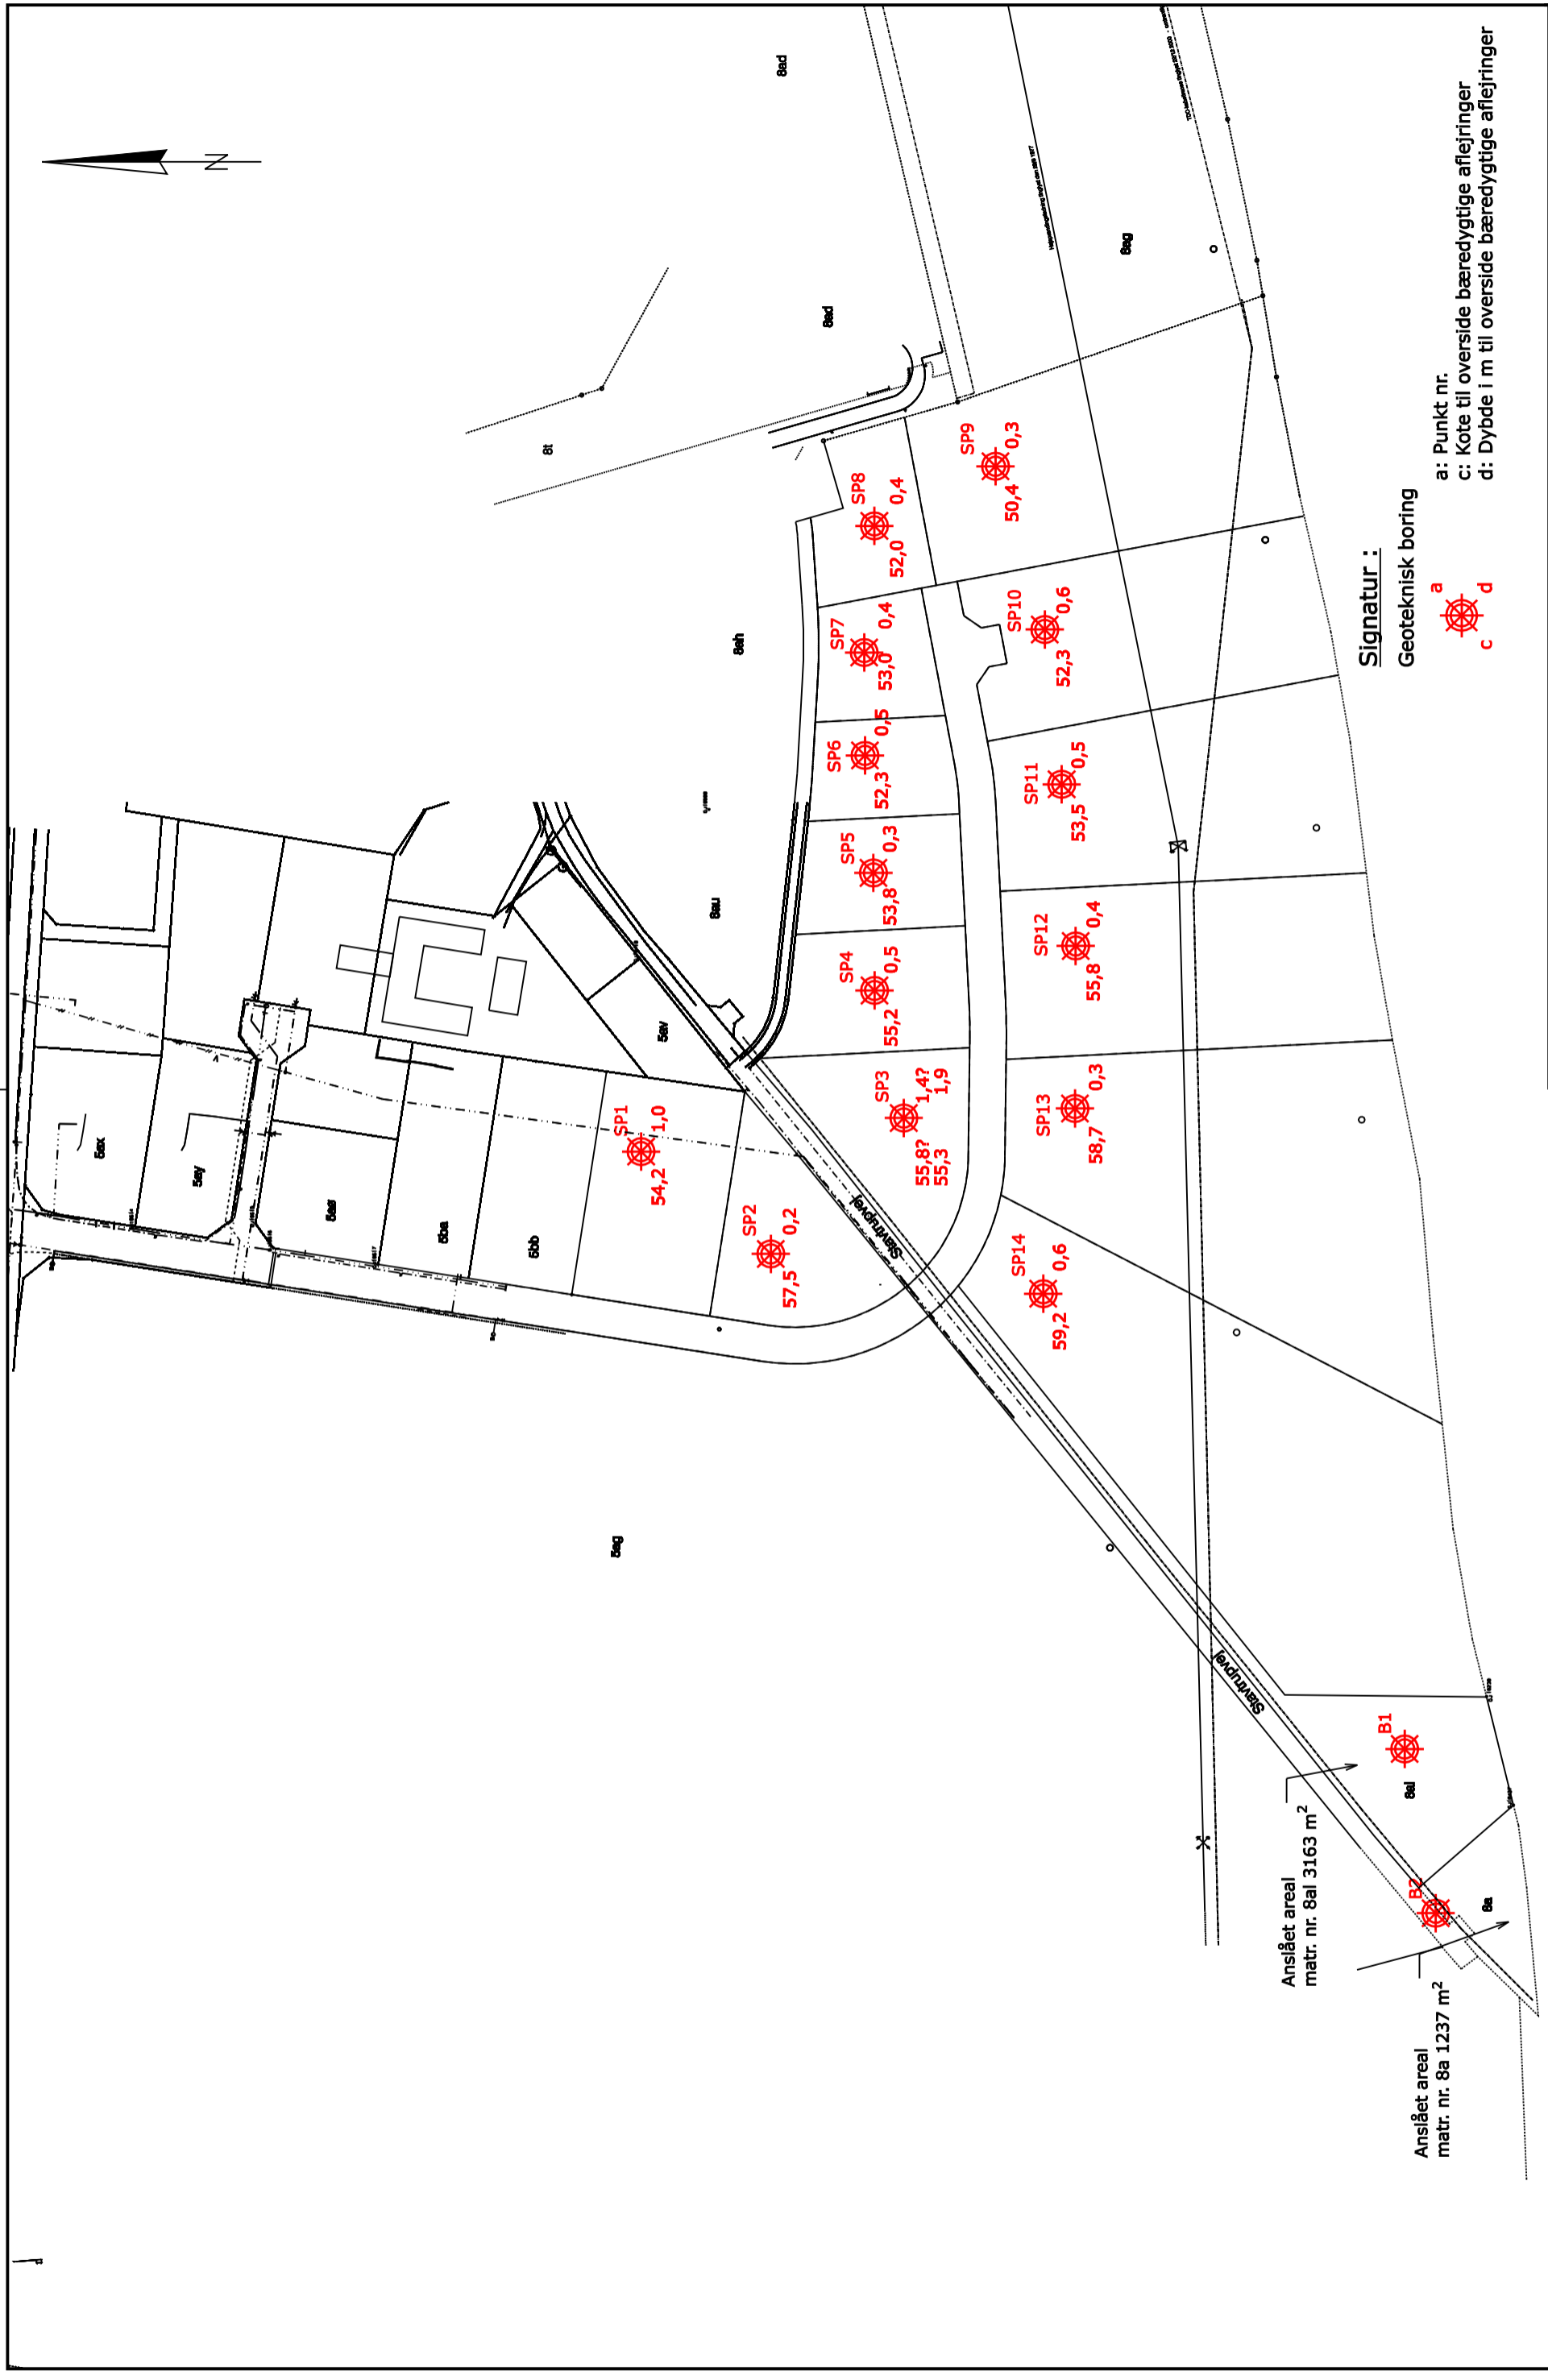 N
5ax
5ay
5ba
5bb
5ag
5av
8au
8ah
8t
8ad
8ad
8ag
Stavtrupvej
Stavtrupvej
SP1
54,2 1,0
SP2
57,5 0,2
SP3
55,8? 1,4?
55,3 1,9
SP4
55,2 0,5
SP5
53,8 0,3
SP6
52,3 0,5
SP7
53,0 0,4
SP8
52,0 0,4
SP9
50,4 0,3
SP10
52,3 0,6
SP11
53,5 0,5
SP12
55,8 0,4
SP13
58,7 0,3
SP14
59,2 0,6
B1
8al
B2
8a
Anslået areal
matr. nr. 8al 3163 m²
Anslået areal
matr. nr. 8a 1237 m²
Signatur :
Geoteknisk boring
a
c d
a: Punkt nr.
c: Kote til overside bæredygtige aflejringer
d: Dybde i m til overside bæredygtige aflejringer